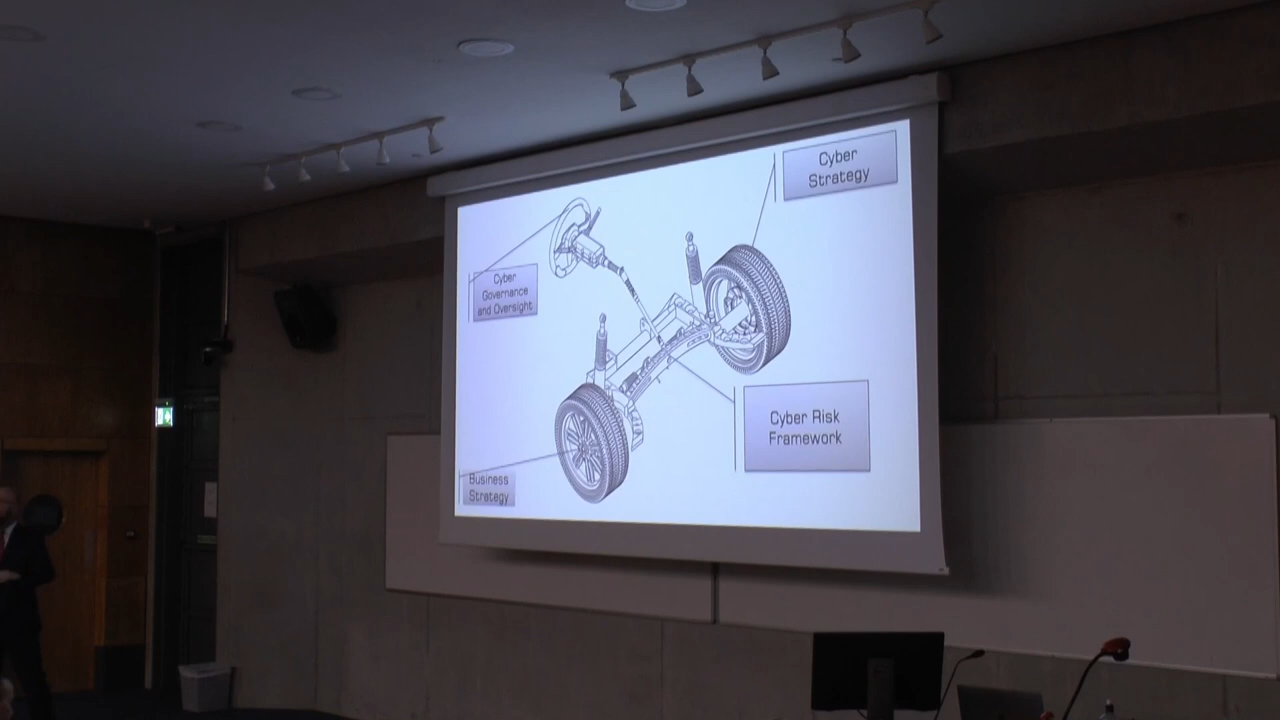 Cyber
Strategy
Cyber
Governance
and Oversight
Cyber Risk
Framework
Business
Strategy